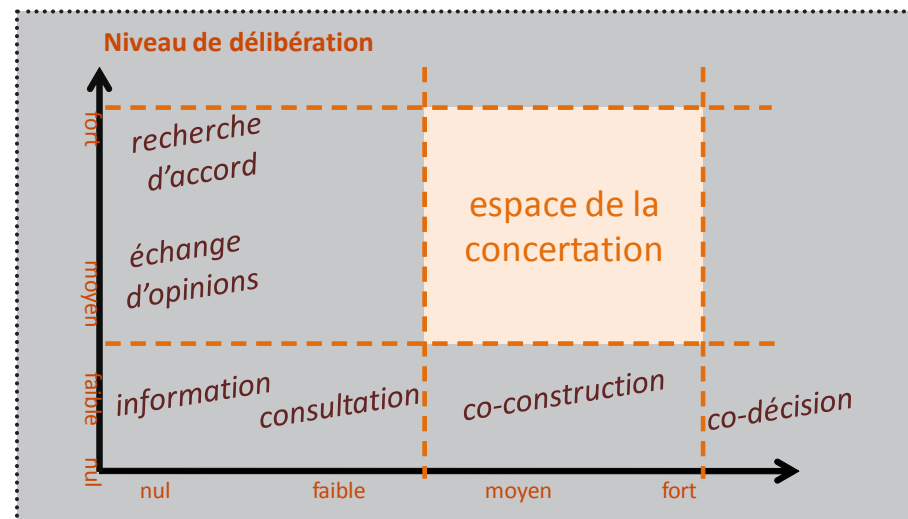 Niveau de délibération
fort
recherche
d'accord
espace de la
concertation
échange
d'opinions
moyen
faible
information
consultation
co-construction
co-décision
nul
nul
faible
moyen
fort